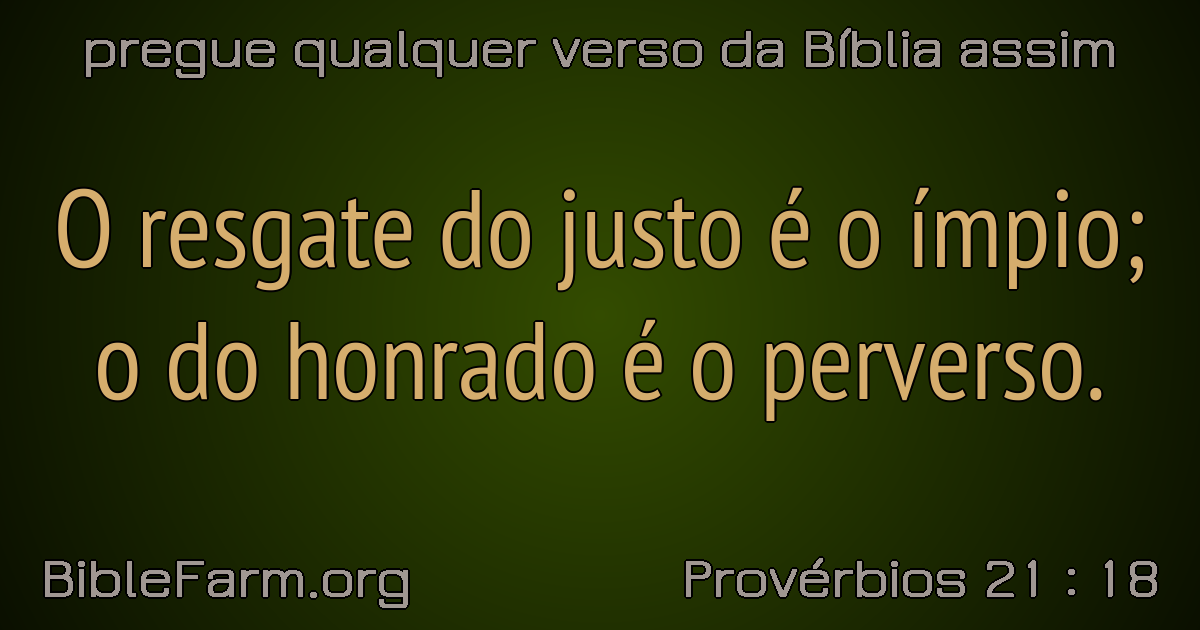 pregue qualquer verso da Bíblia assim
O resgate do justo é o ímpio;
o do honrado é o perverso.
BibleFarm.org
Provérbios 21 : 18